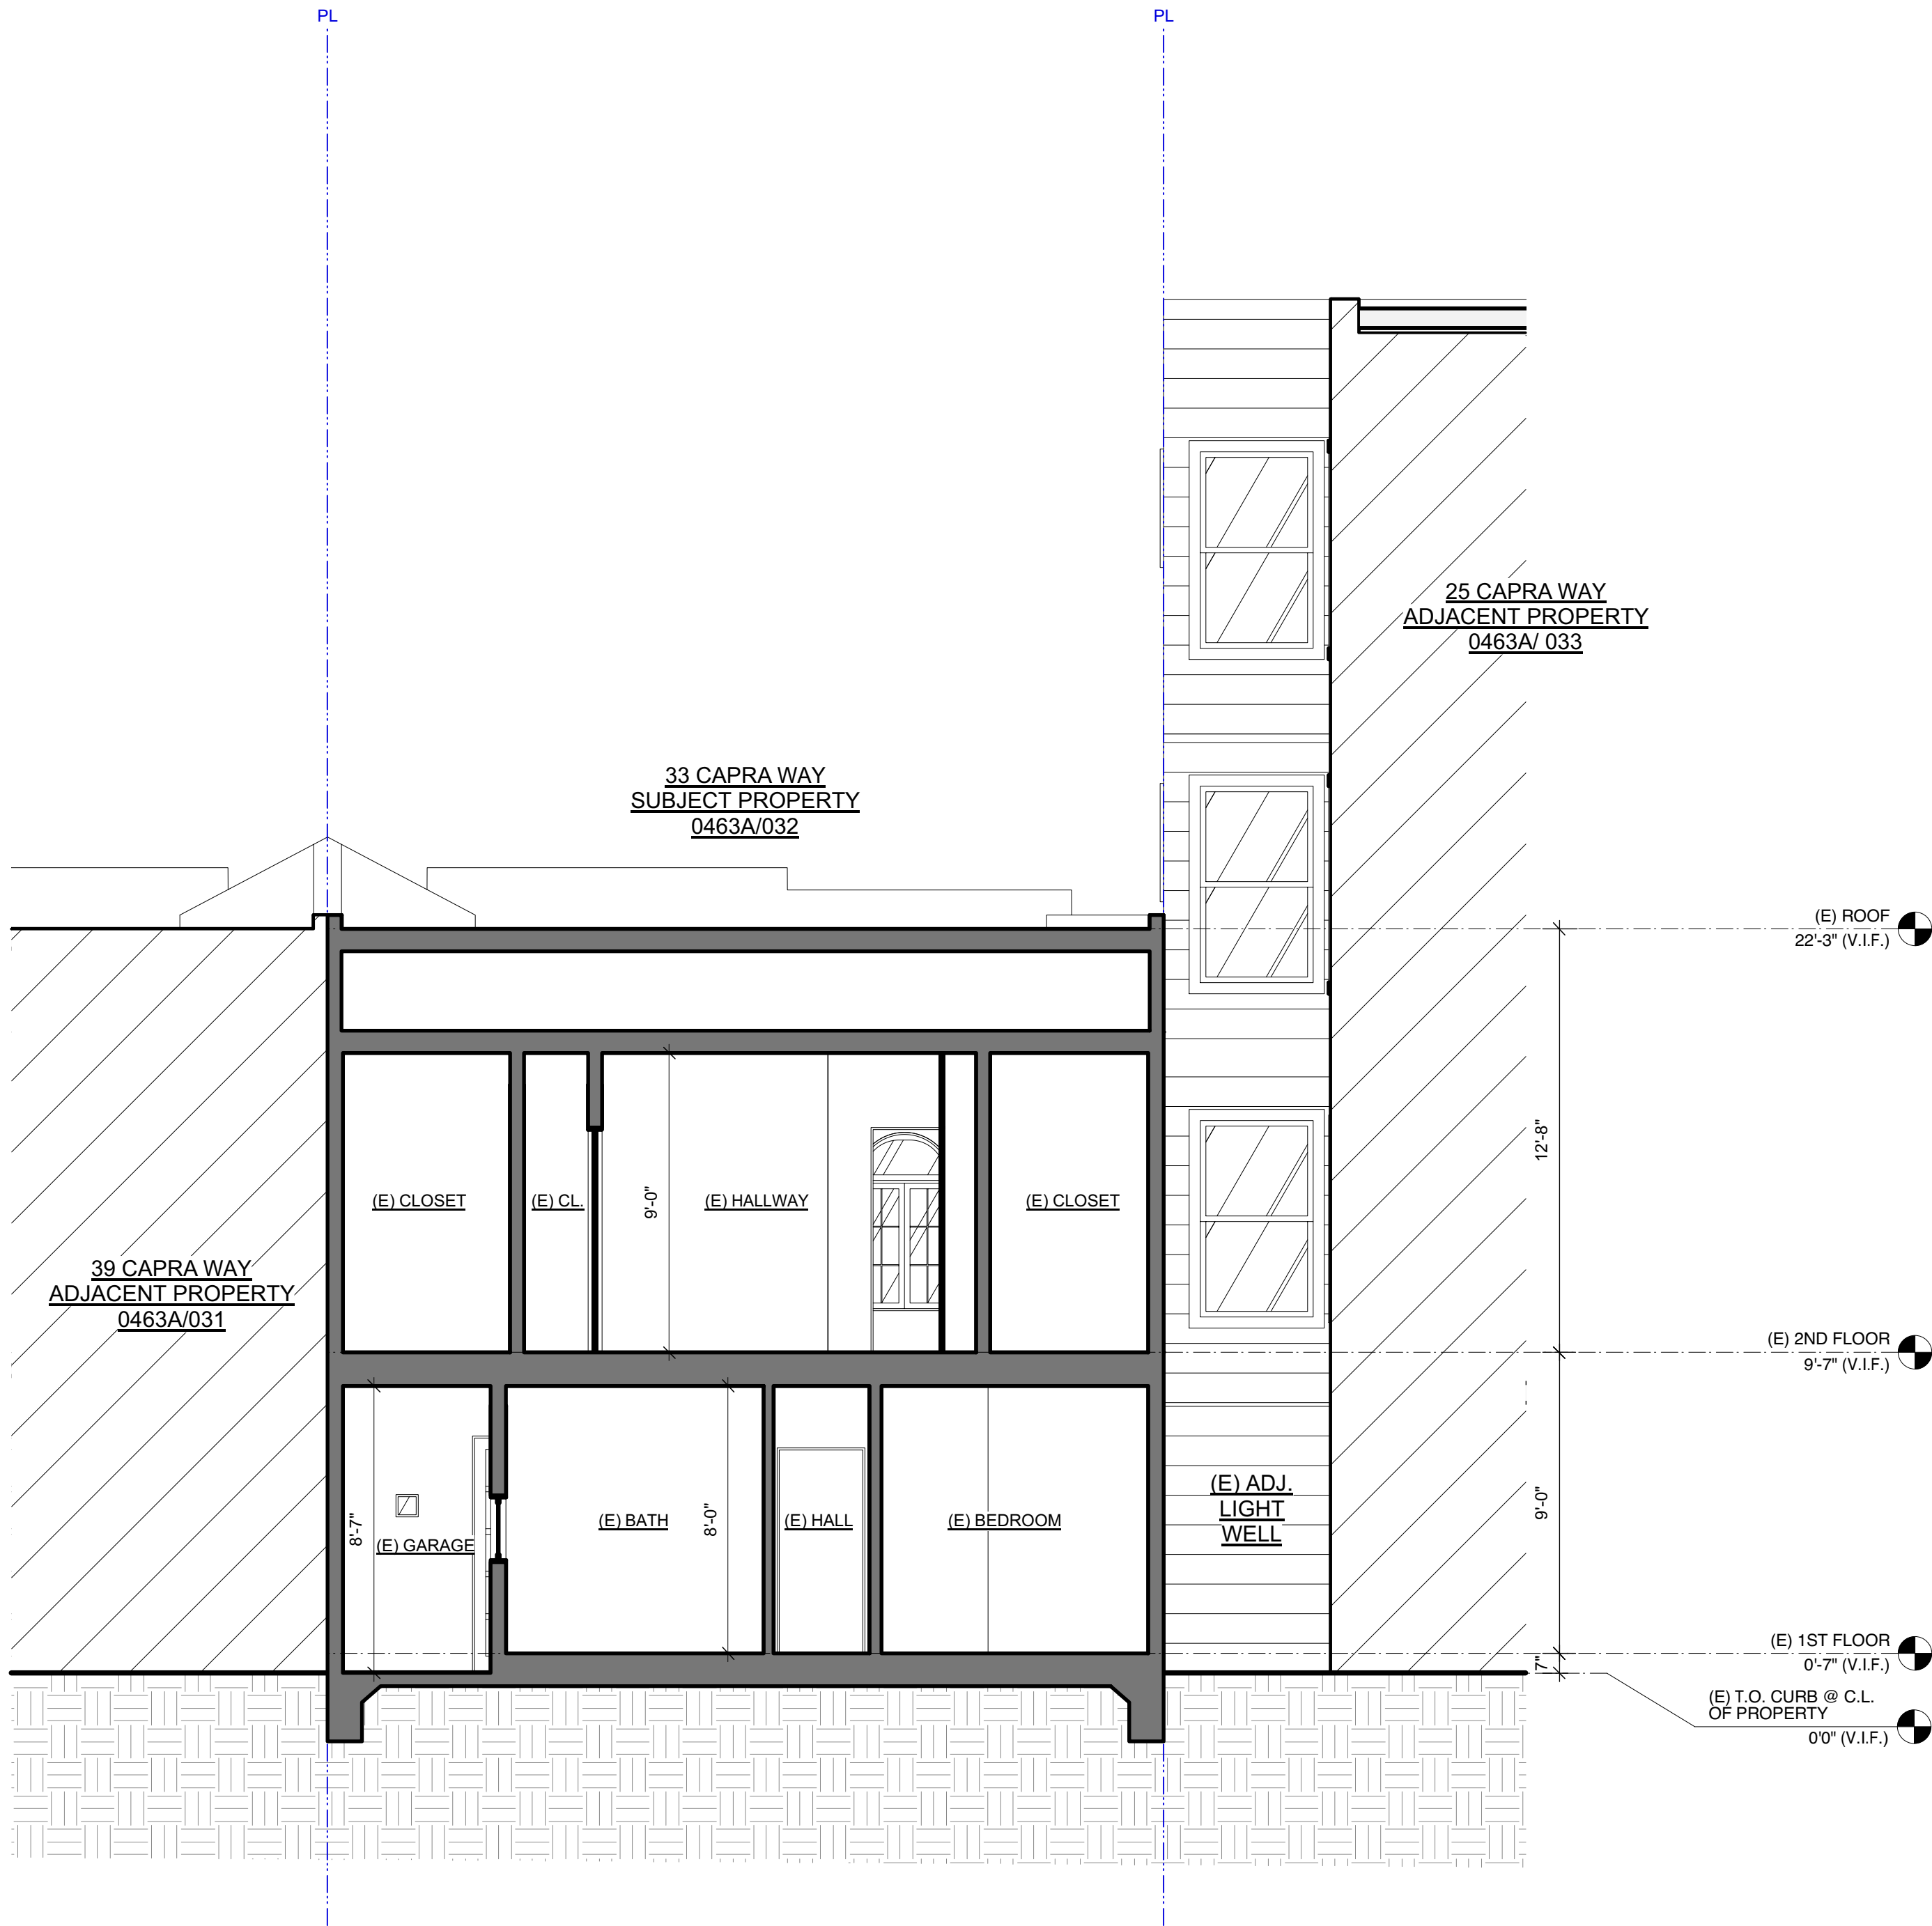 PL
PL
25 CAPRA WAY
ADJACENT PROPERTY
0463A/ 033
33 CAPRA WAY
SUBJECT PROPERTY
0463A/032
(E) ROOF
22'-3" (V.I.F.)
12'-8"
(E) CLOSET
(E) CL.
9'-0"
(E) HALLWAY
(E) CLOSET
39 CAPRA WAY
ADJACENT PROPERTY
0463A/031
(E) 2ND FLOOR
9'-7" (V.I.F.)
(E) ADJ.
LIGHT
WELL
8'-7"
(E) GARAGE
(E) BATH
8'-0"
(E) HALL
(E) BEDROOM
9'-0"
(E) 1ST FLOOR
0'-7" (V.I.F.)
7"
(E) T.O. CURB @ C.L.
OF PROPERTY
0'0" (V.I.F.)